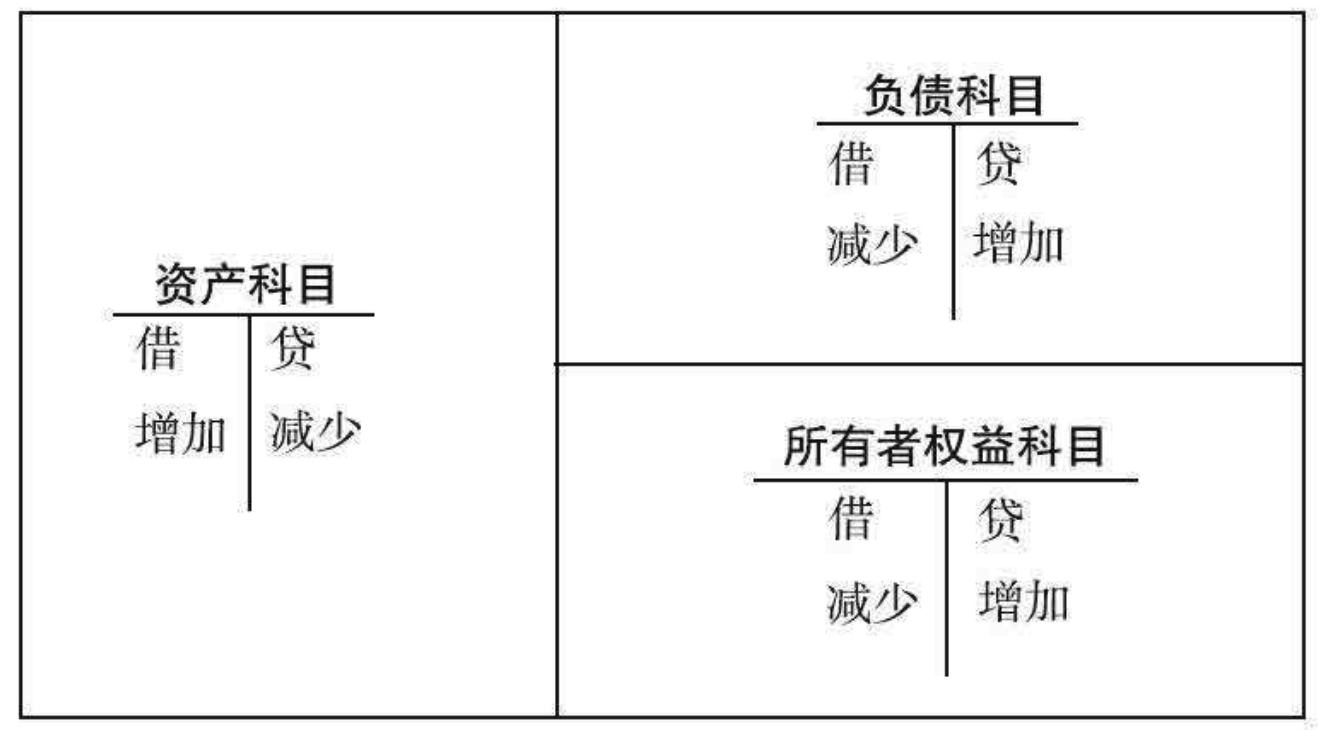 资产科目
借 贷
增加 减少
负债科目
借 贷
减少 增加
所有者权益科目
借 贷
减少 增加